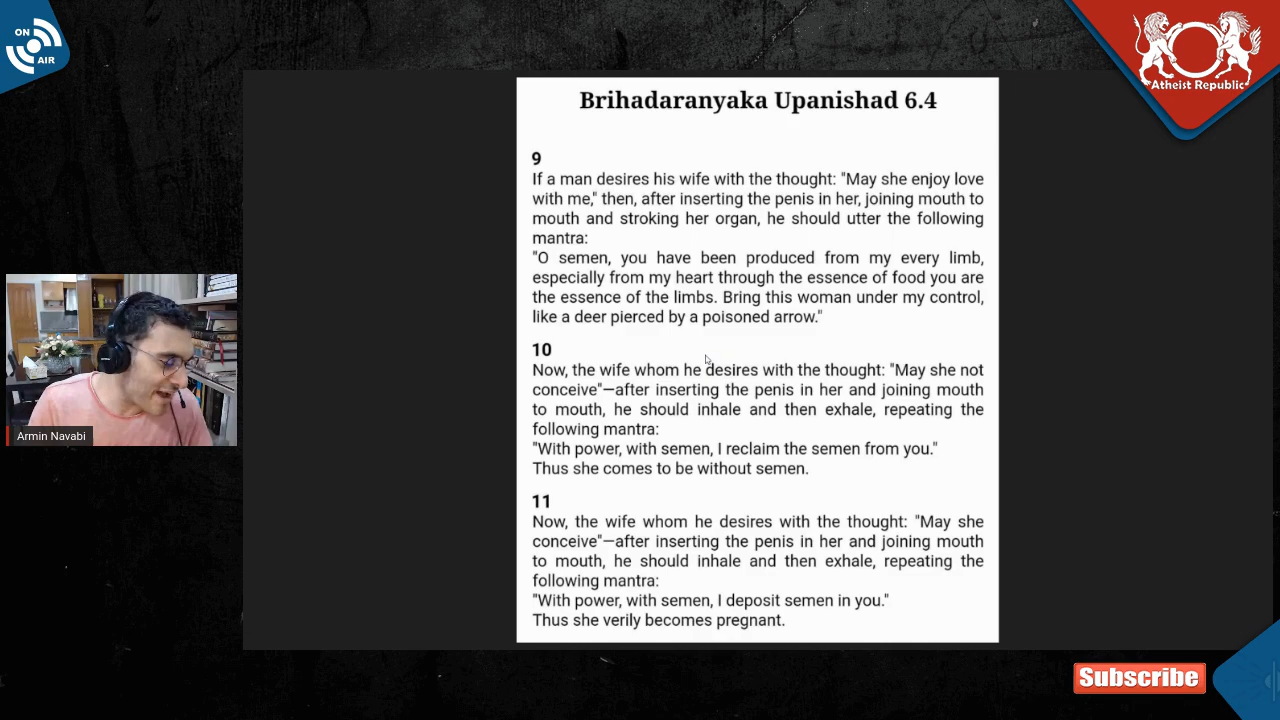 ON
AIR
Atheist Republic
Brihadaranyaka Upanishad 6.4
9
If a man desires his wife with the thought: "May she enjoy love
with me," then, after inserting the penis in her, joining mouth to
mouth and stroking her organ, he should utter the following
mantra:
"O semen, you have been produced from my every limb,
especially from my heart through the essence of food you are
the essence of the limbs. Bring this woman under my control,
like a deer pierced by a poisoned arrow."
10
Now, the wife whom he desires with the thought: "May she not
conceive"—after inserting the penis in her and joining mouth
to mouth, he should inhale and then exhale, repeating the
following mantra:
"With power, with semen, I reclaim the semen from you."
Thus she comes to be without semen.
11
Now, the wife whom he desires with the thought: "May she
conceive"—after inserting the penis in her and joining mouth
to mouth, he should inhale and then exhale, repeating the
following mantra:
"With power, with semen, I deposit semen in you."
Thus she verily becomes pregnant.
Armin Navabi
Subscribe